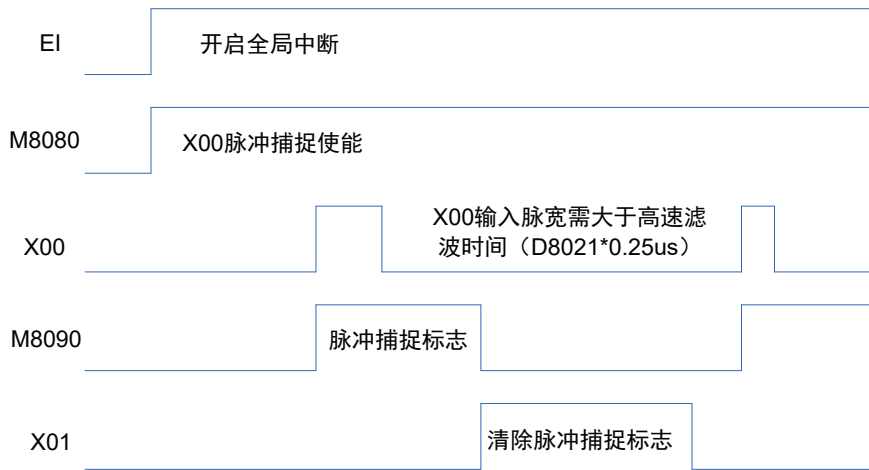 EI
开启全局中断
M8080
X00脉冲捕捉使能
X00
X00输入脉宽需大于高速滤
波时间（D8021*0.25us）
M8090
脉冲捕捉标志
X01
清除脉冲捕捉标志